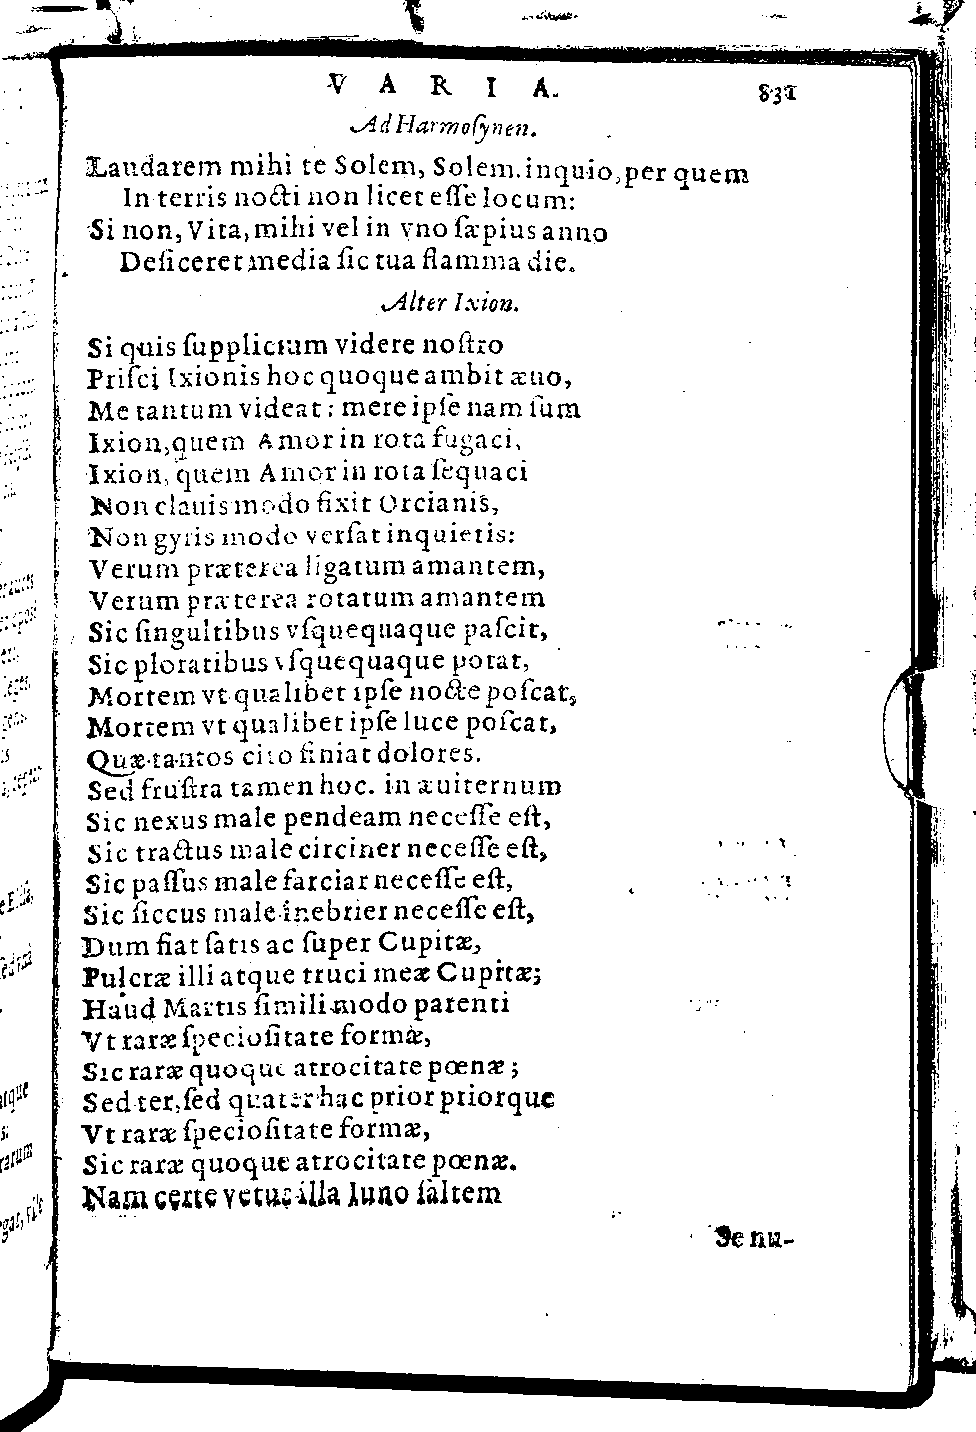 VARIA. 831
Ad Harmoſynen.
Laudarem mihi te Solem, Solem inquio, per quem
In terris nocti non licet eſſe locum:
Si non, Vita, mihi vel in vno ſæpius anno
Deficeret media ſic tua flamma die.
Alter Ixion.
Si quis ſupplicium videre noſtro
Priſci Ixionis hoc quoque ambit æuo,
Me tantum videat: mere ipſe nam ſum
Ixion, quem Amor in rota fugaci,
Ixion, quem Amor in rota ſequaci
Non clauis modo fixit Orcianis,
Non gyris modo verſat inquietis:
Verum præterea ligatum amantem,
Verum præterea rotatum amantem
Sic ſingultibus vſquequaque paſcit,
Sic ploratibus vſquequaque potat,
Mortem vt qualibet ipſe nocte poſcat,
Mortem vt qualibet ipſe luce poſcat,
Quæ tantos cito finiat dolores.
Sed fruſtra tamen hoc. in æuiternum
Sic nexus male pendeam neceſſe eſt,
Sic tractus male circiner neceſſe eſt,
Sic paſſus male farciar neceſſe eſt,
Sic ſiccus male inebrier neceſſe eſt,
Dum fiat ſatis ac ſuper Cupitæ,
Pulcræ illi atque truci meæ Cupitæ;
Haud Martis ſimili modo parenti
Vt raræ ſpecioſitate formæ,
Sic raræ quoque atrocitate pœnæ;
Sed ter, ſed quater hac prior priorque
Vt raræ ſpecioſitate formæ,
Sic raræ quoque atrocitate pœnæ.
Nam certe vetus illa Iuno ſaltem
Se nu-